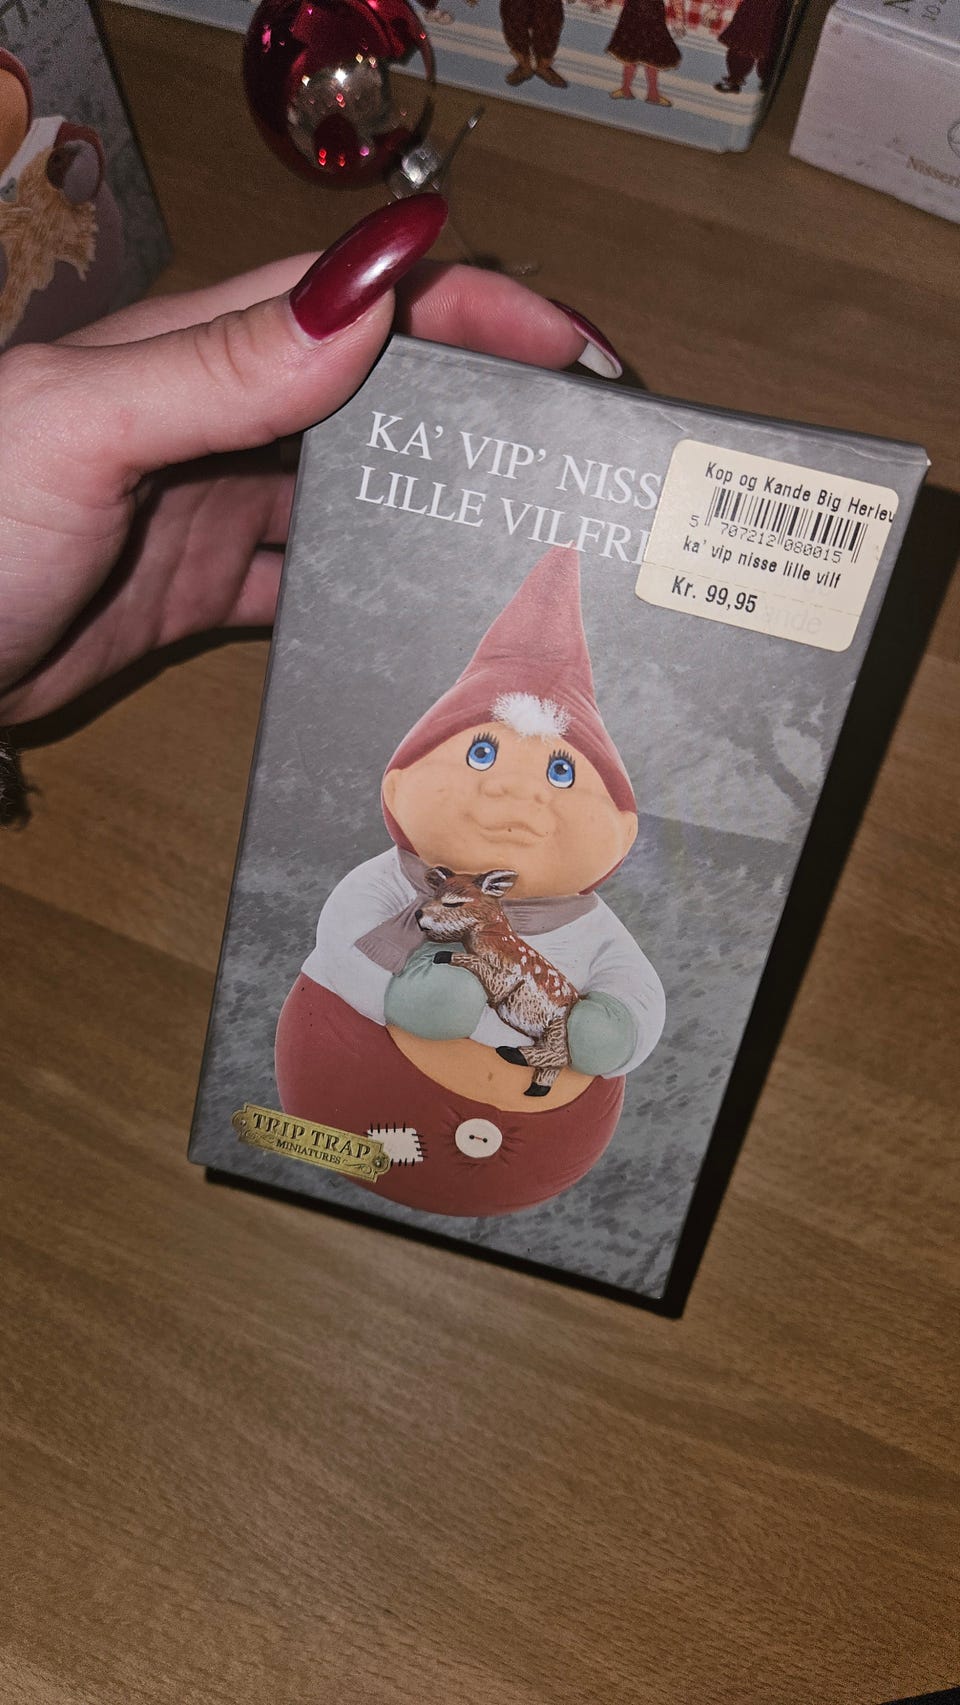 KA' VIP' NISS
LILLE VILFRI
Kop og Kande Big Herlev
5 707212 080015
ka' vip nisse lille vilf
Kr. 99,95
TRIP TRAP
MINIATURES